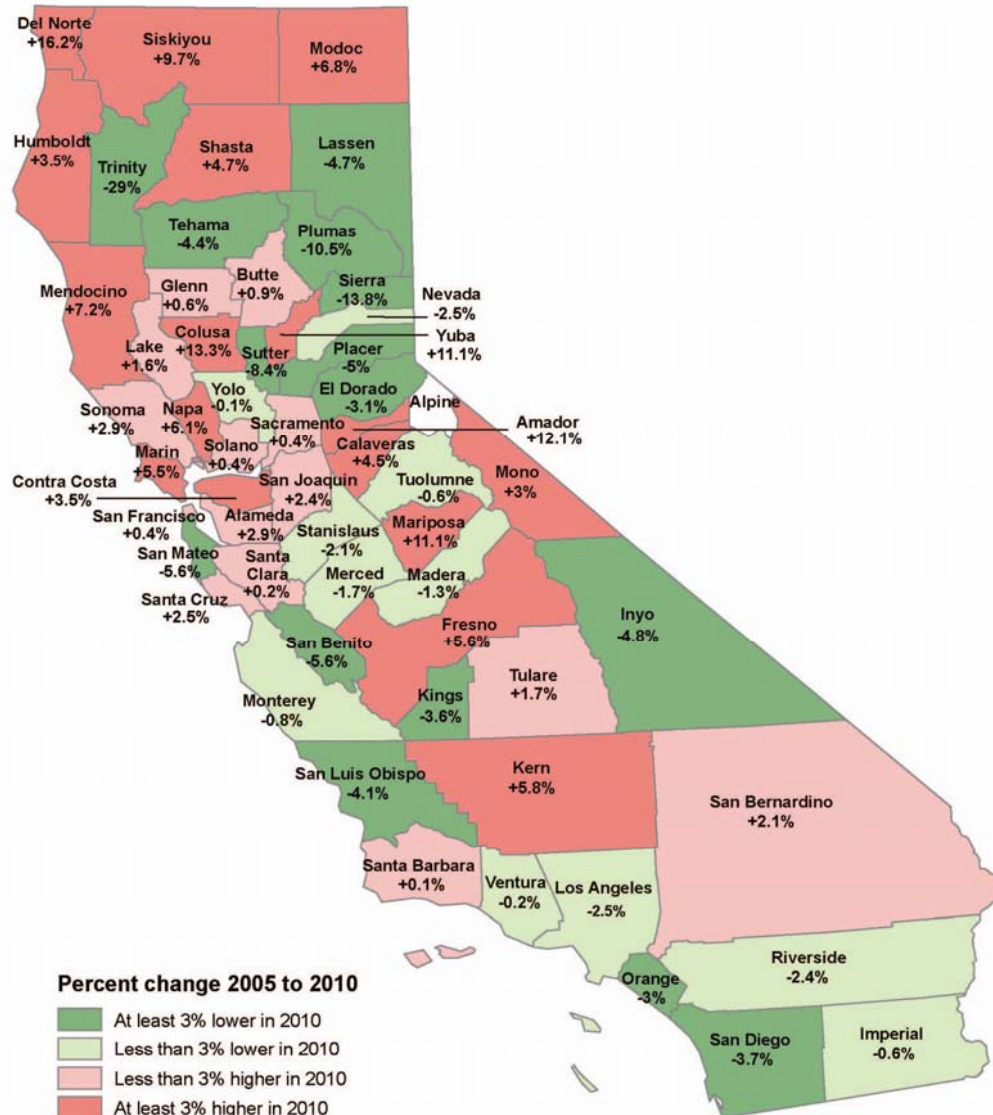 Del Norte
+16.2%
Siskiyou
+9.7%
Modoc
+6.8%
Humboldt
+3.5%
Trinity
-29%
Shasta
+4.7%
Lassen
-4.7%
Tehama
-4.4%
Plumas
-10.5%
Mendocino
+7.2%
Glenn
+0.6%
Butte
+0.9%
Sierra
-13.8%
Nevada
-2.5%
Yuba
+11.1%
Lake
+1.6%
Colusa
+13.3%
Sutter
-8.4%
Placer
-5%
El Dorado
-3.1%
Alpine
Sonoma
+2.9%
Napa
+6.1%
Yolo
-0.1%
Solano
+0.4%
Sacramento
+0.4%
Amador
+12.1%
Calaveras
+4.5%
Mono
+3%
Marin
+5.5%
Contra Costa
+3.5%
San Joaquin
+2.4%
Tuolumne
-0.6%
San Francisco
+0.4%
Alameda
+2.9%
Stanislaus
-2.1%
Mariposa
+11.1%
San Mateo
-5.6%
Santa
Clara
+0.2%
Merced
-1.7%
Madera
-1.3%
Santa Cruz
+2.5%
San Benito
-5.6%
Fresno
+5.6%
Inyo
-4.8%
Monterey
-0.8%
Kings
-3.6%
Tulare
+1.7%
San Luis Obispo
-4.1%
Kern
+5.8%
San Bernardino
+2.1%
Santa Barbara
+0.1%
Ventura
-0.2%
Los Angeles
-2.5%
Orange
-3%
Riverside
-2.4%
San Diego
-3.7%
Imperial
-0.6%
Percent change 2005 to 2010
At least 3% lower in 2010
Less than 3% lower in 2010
Less than 3% higher in 2010
At least 3% higher in 2010